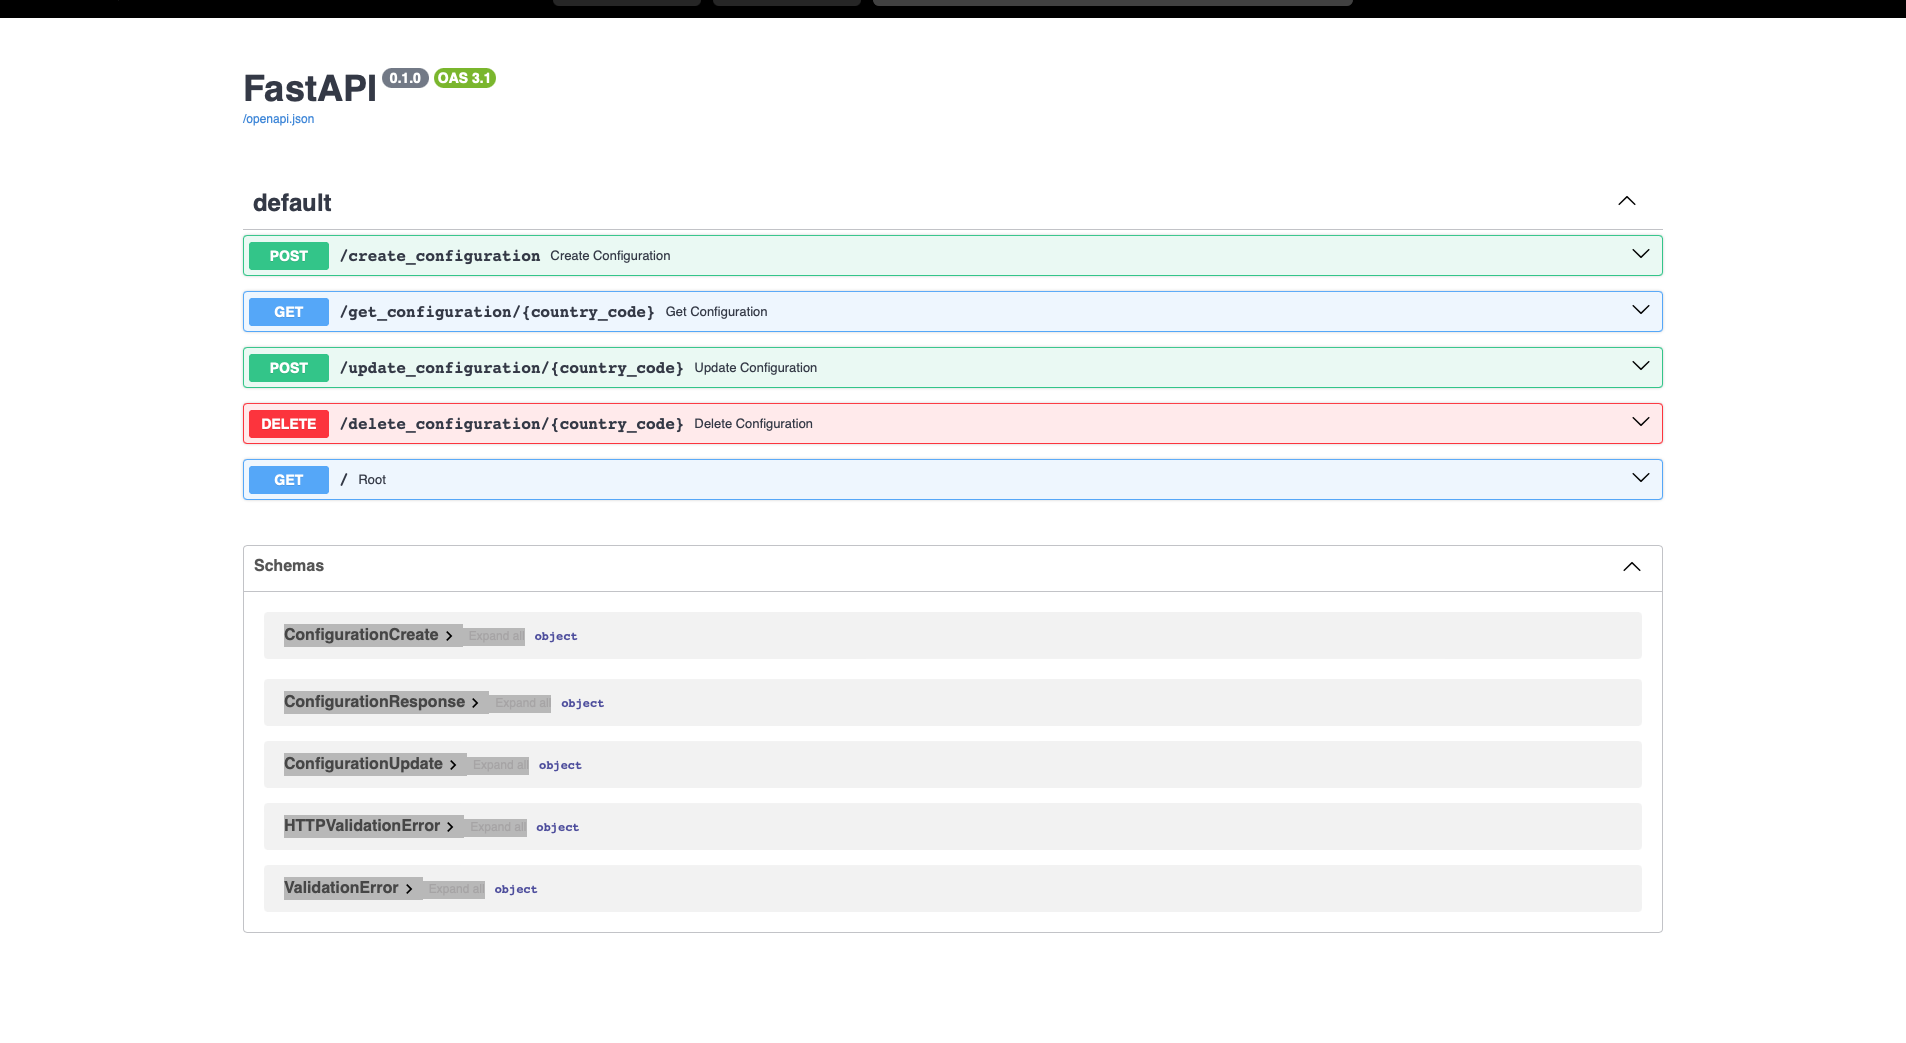 FastAPI 0.1.0 OAS 3.1
/openapi.json
default
POST /create_configuration Create Configuration
GET /get_configuration/{country_code} Get Configuration
POST /update_configuration/{country_code} Update Configuration
DELETE /delete_configuration/{country_code} Delete Configuration
GET / Root
Schemas
ConfigurationCreate Expand all object
ConfigurationResponse Expand all object
ConfigurationUpdate Expand all object
HTTPValidationError Expand all object
ValidationError Expand all object